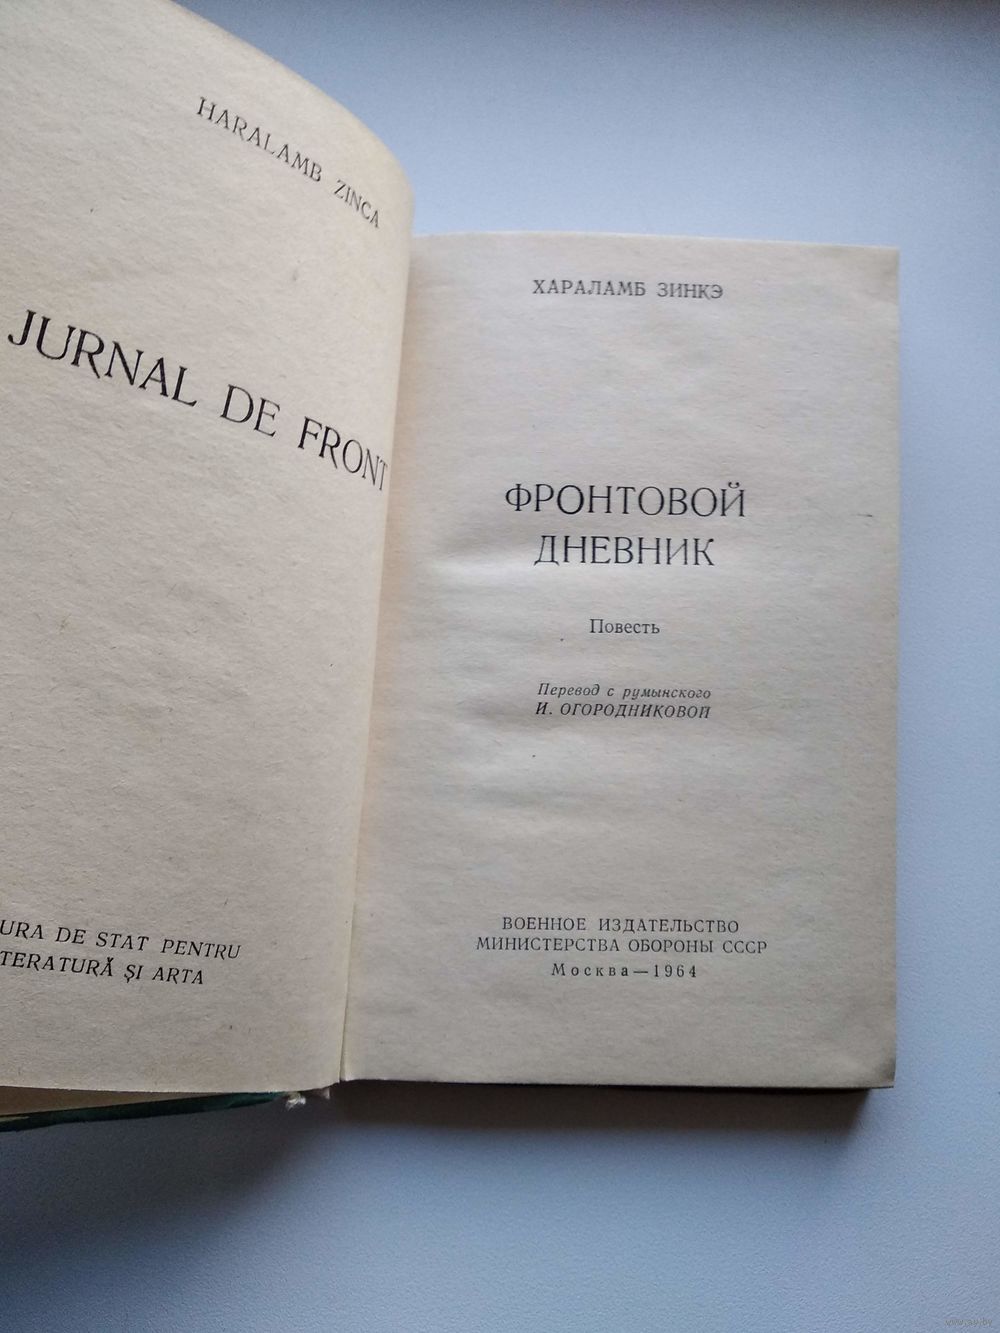 HARALAMB ZINCA
JURNAL DE FRONT
URA DE STAT PENTRU
TERATURĂ ȘI ARTA
ХАРАЛАМБ ЗИНКЭ
ФРОНТОВОЙ
ДНЕВНИК
Повесть
Перевод с румынского
И. ОГОРОДНИКОВОЙ
ВОЕННОЕ ИЗДАТЕЛЬСТВО
МИНИСТЕРСТВА ОБОРОНЫ СССР
Москва—1964